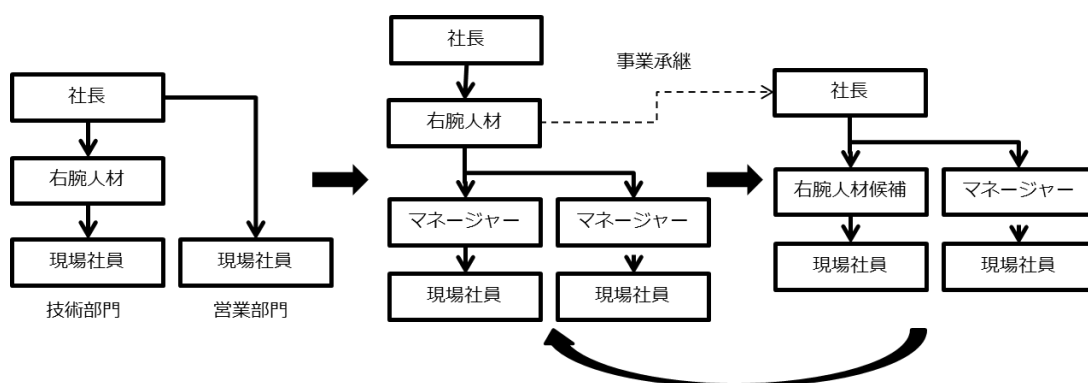 社長
右腕人材
現場社員
現場社員
技術部門
営業部門
社長
右腕人材
マネージャー
マネージャー
現場社員
現場社員
事業承継
社長
右腕人材候補
マネージャー
現場社員
現場社員